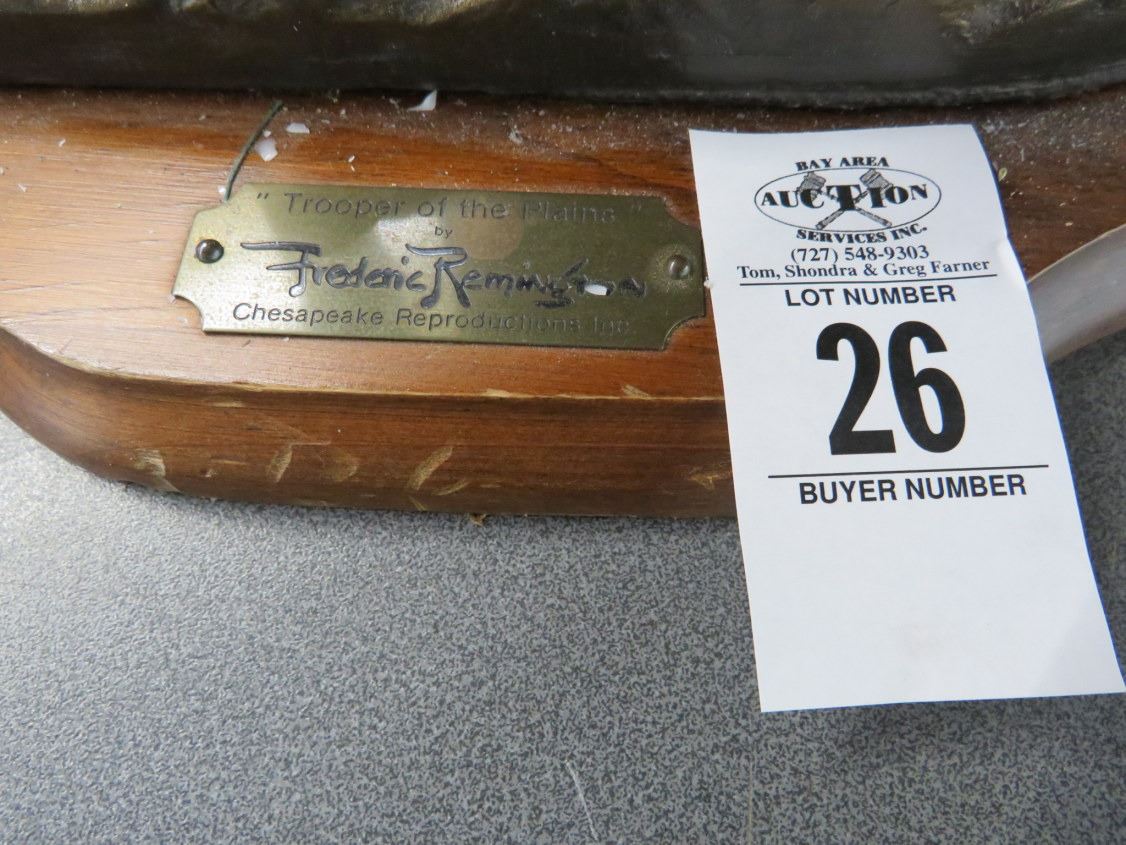 " Trooper of the Plains "
by
Frederic Remington
Chesapeake Reproductions Inc.
BAY AREA
AUCTION
SERVICES INC.
(727) 548-9303
Tom, Shondra & Greg Farner
LOT NUMBER
26
BUYER NUMBER